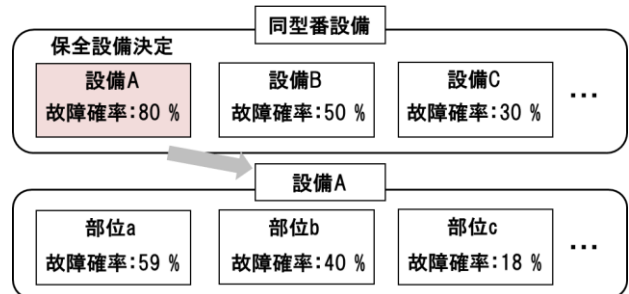 同型番設備
保全設備決定
設備A
故障確率:80 %
設備B
故障確率:50 %
設備C
故障確率:30 %
…
設備A
部位a
故障確率:59 %
部位b
故障確率:40 %
部位c
故障確率:18 %
…